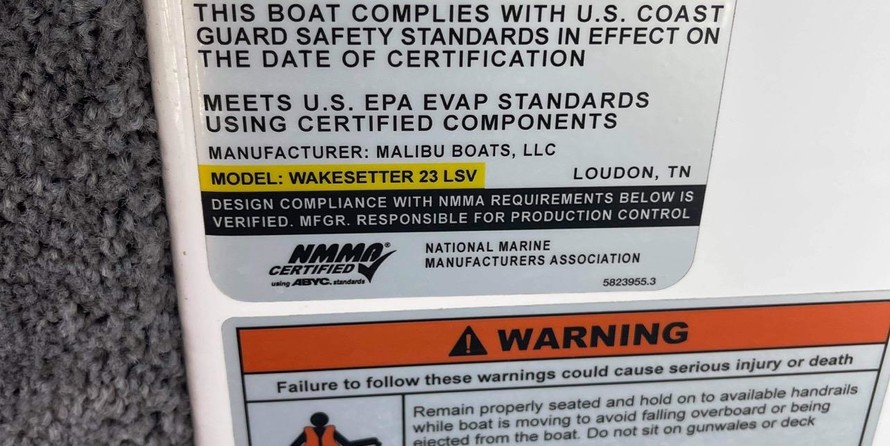 THIS BOAT COMPLIES WITH U.S. COAST
GUARD SAFETY STANDARDS IN EFFECT ON
THE DATE OF CERTIFICATION
MEETS U.S. EPA EVAP STANDARDS
USING CERTIFIED COMPONENTS
MANUFACTURER: MALIBU BOATS, LLC
MODEL: WAKESETTER 23 LSV LOUDON, TN
DESIGN COMPLIANCE WITH NMMA REQUIREMENTS BELOW IS
VERIFIED. MFGR. RESPONSIBLE FOR PRODUCTION CONTROL
NMMA®
CERTIFIED
using ABYC. standards
NATIONAL MARINE
MANUFACTURERS ASSOCIATION
5823955.3
WARNING
Failure to follow these warnings could cause serious injury or death
Remain properly seated and hold on to available handrails
while boat is moving to avoid falling overboard or being
ejected from the boat. Do not sit on gunwales or deck